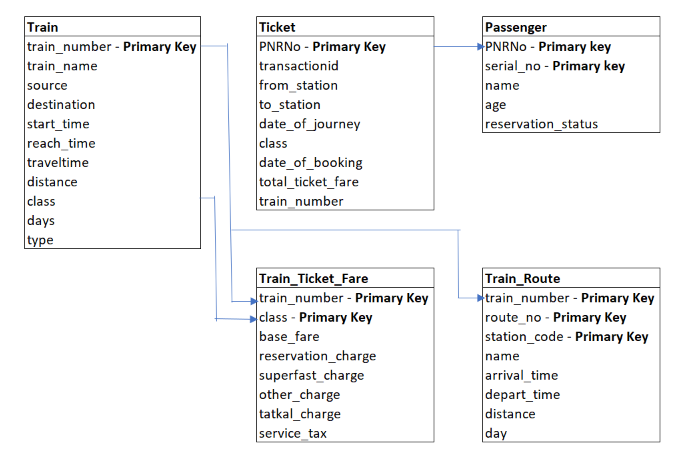 Train
train_number - Primary Key
train_name
source
destination
start_time
reach_time
traveltime
distance
class
days
type
Ticket
PNRNo - Primary Key
transactionid
from_station
to_station
date_of_journey
class
date_of_booking
total_ticket_fare
train_number
Passenger
PNRNo - Primary key
serial_no - Primary key
name
age
reservation_status
Train_Ticket_Fare
train_number - Primary Key
class - Primary Key
base_fare
reservation_charge
superfast_charge
other_charge
tatkal_charge
service_tax
Train_Route
train_number - Primary Key
route_no - Primary Key
station_code - Primary Key
name
arrival_time
depart_time
distance
day